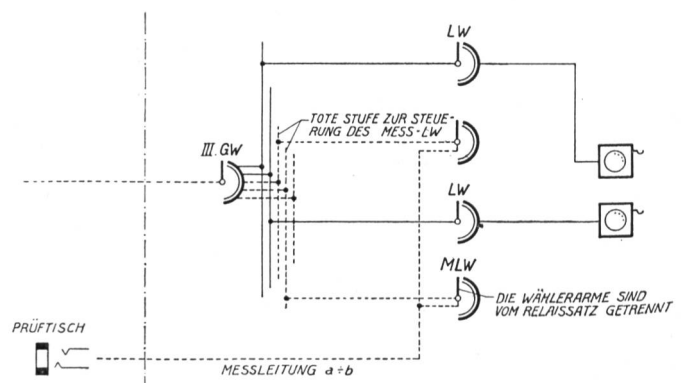 LW
TOTE STUFE ZUR STEUE-
RUNG DES MESS-LW
III. GW
LW
MLW
DIE WÄHLERARME SIND
VOM RELAISSATZ GETRENNT
PRÜFTISCH
MESSLEITUNG a÷b